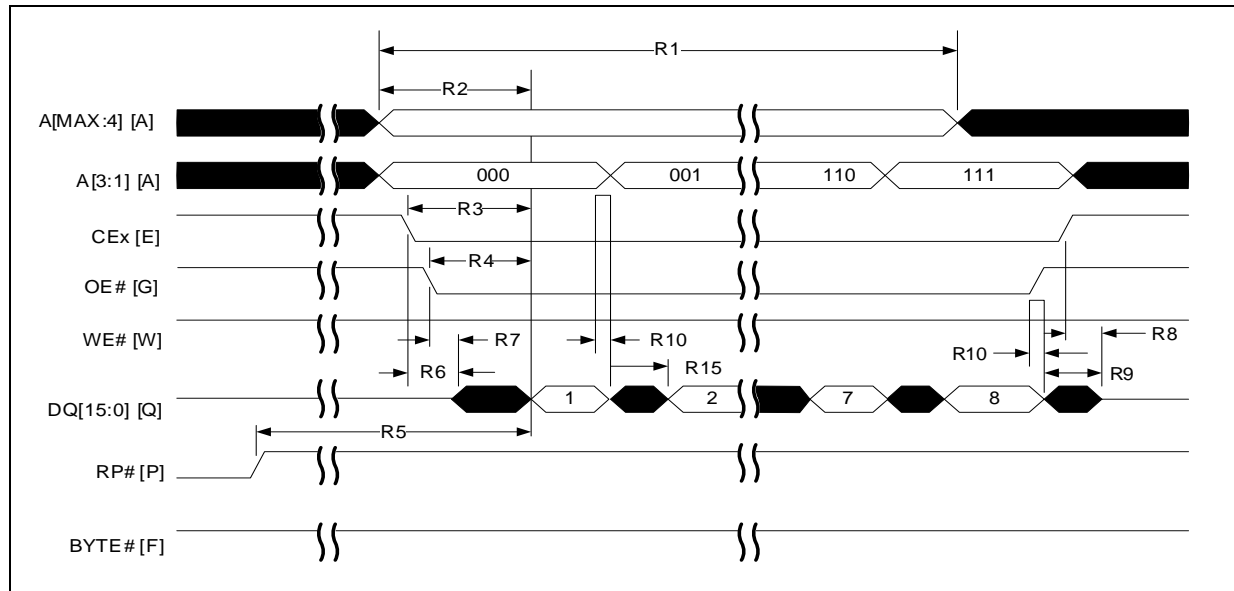 R1
R2
A[MAX:4] [A]
A[3:1] [A]
000
001
110
111
R3
CEx [E]
R4
OE# [G]
WE# [W]
R7
R10
R8
R10
R6
R15
R9
DQ[15:0] [Q]
1
2
7
8
R5
RP# [P]
BYTE# [F]